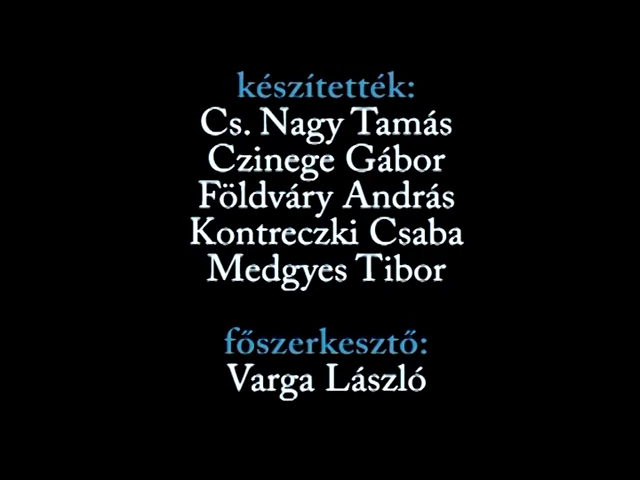 készítették:
Cs. Nagy Tamás
Czinege Gábor
Földváry András
Kontreczki Csaba
Medgyes Tibor
főszerkesztő:
Varga László